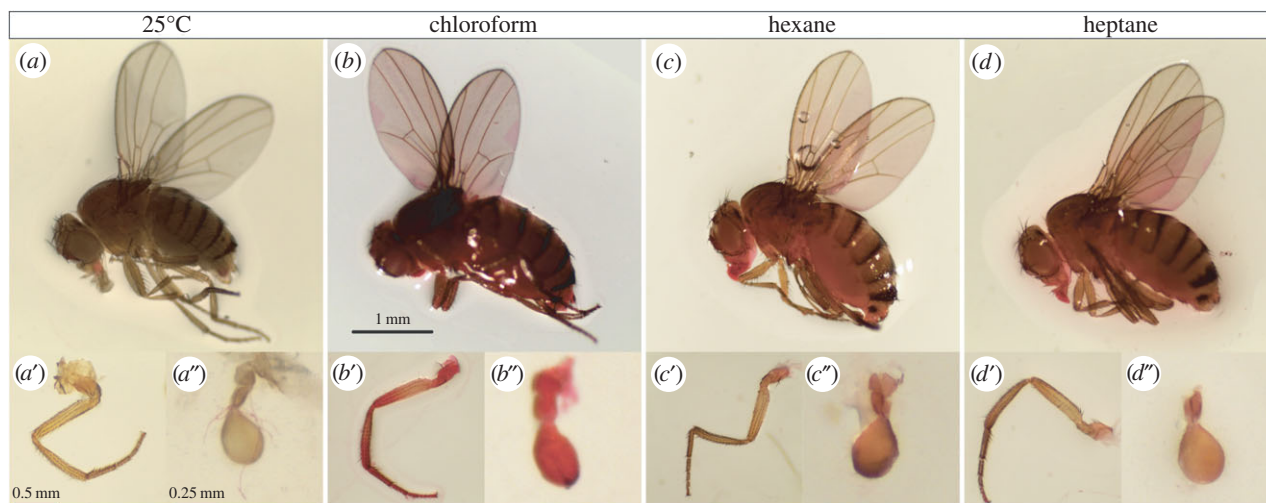 25°C chloroform hexane heptane
(a) (b) (c) (d)
1 mm
(a′) (a″) (b′) (b″) (c′) (c″) (d′) (d″)
0.5 mm 0.25 mm